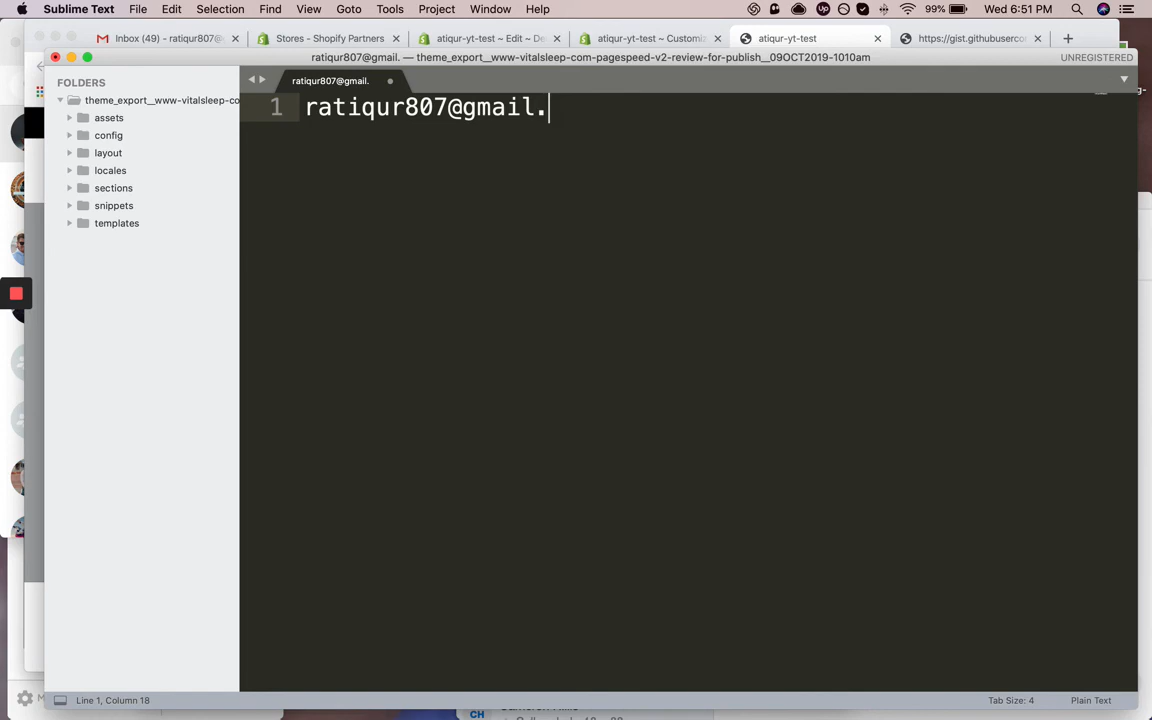 Sublime Text File Edit Selection Find View Goto Tools Project Window Help Up 99% Wed 6:51 PM
Inbox (49) - ratiqur807@ Stores - Shopify Partners atiqur-yt-test ~ Edit ~ De atiqur-yt-test ~ Customiz atiqur-yt-test https://gist.githubusercon
ratiqur807@gmail. — theme_export__www-vitalsleep-com-pagespeed-v2-review-for-publish__09OCT2019-1010am UNREGISTERED
FOLDERS
ratiqur807@gmail.
theme_export__www-vitalsleep-co
assets
config
layout
locales
sections
snippets
templates
1 ratiqur807@gmail.
Line 1, Column 18 Tab Size: 4 Plain Text
CH